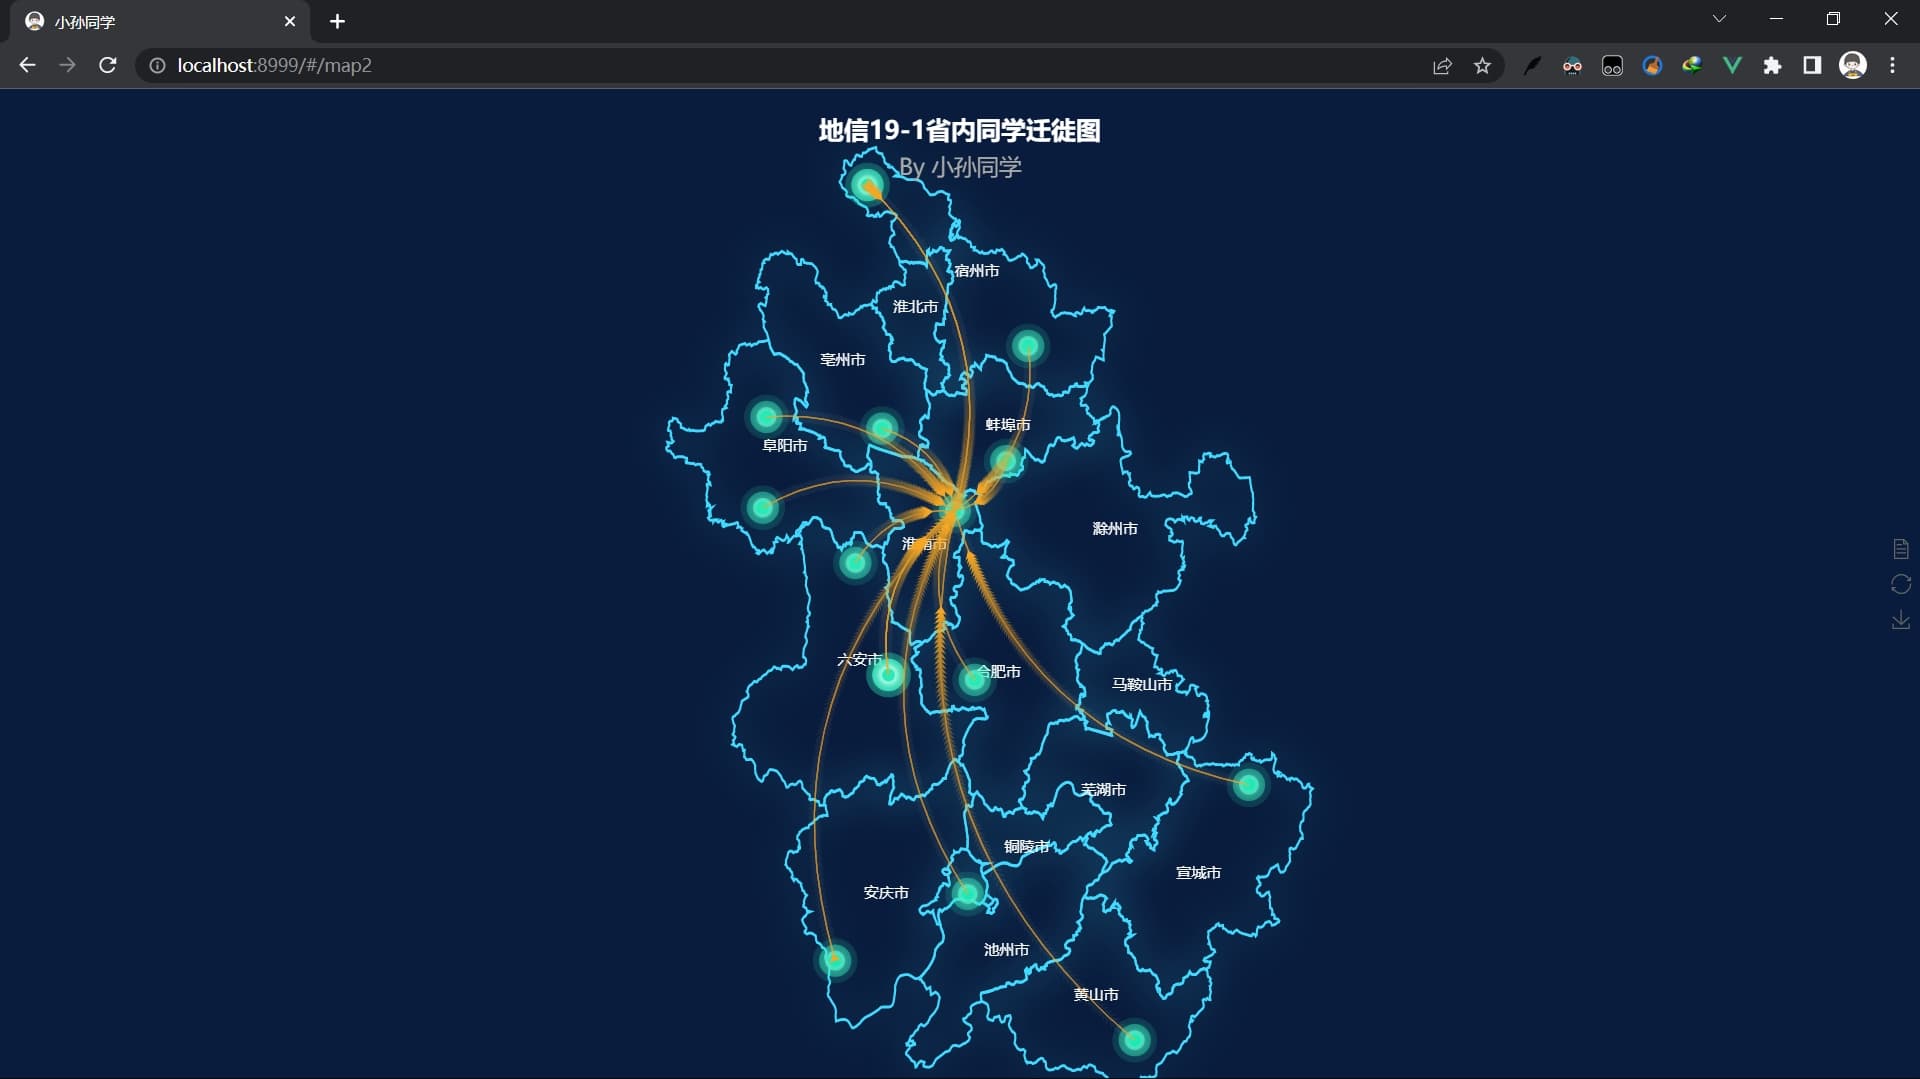 小孙同学
localhost:8999/#/map2
地信19-1省内同学迁徙图
By 小孙同学
宿州市
淮北市
亳州市
蚌埠市
阜阳市
滁州市
淮南市
六安市
合肥市
马鞍山市
芜湖市
铜陵市
宣城市
安庆市
池州市
黄山市